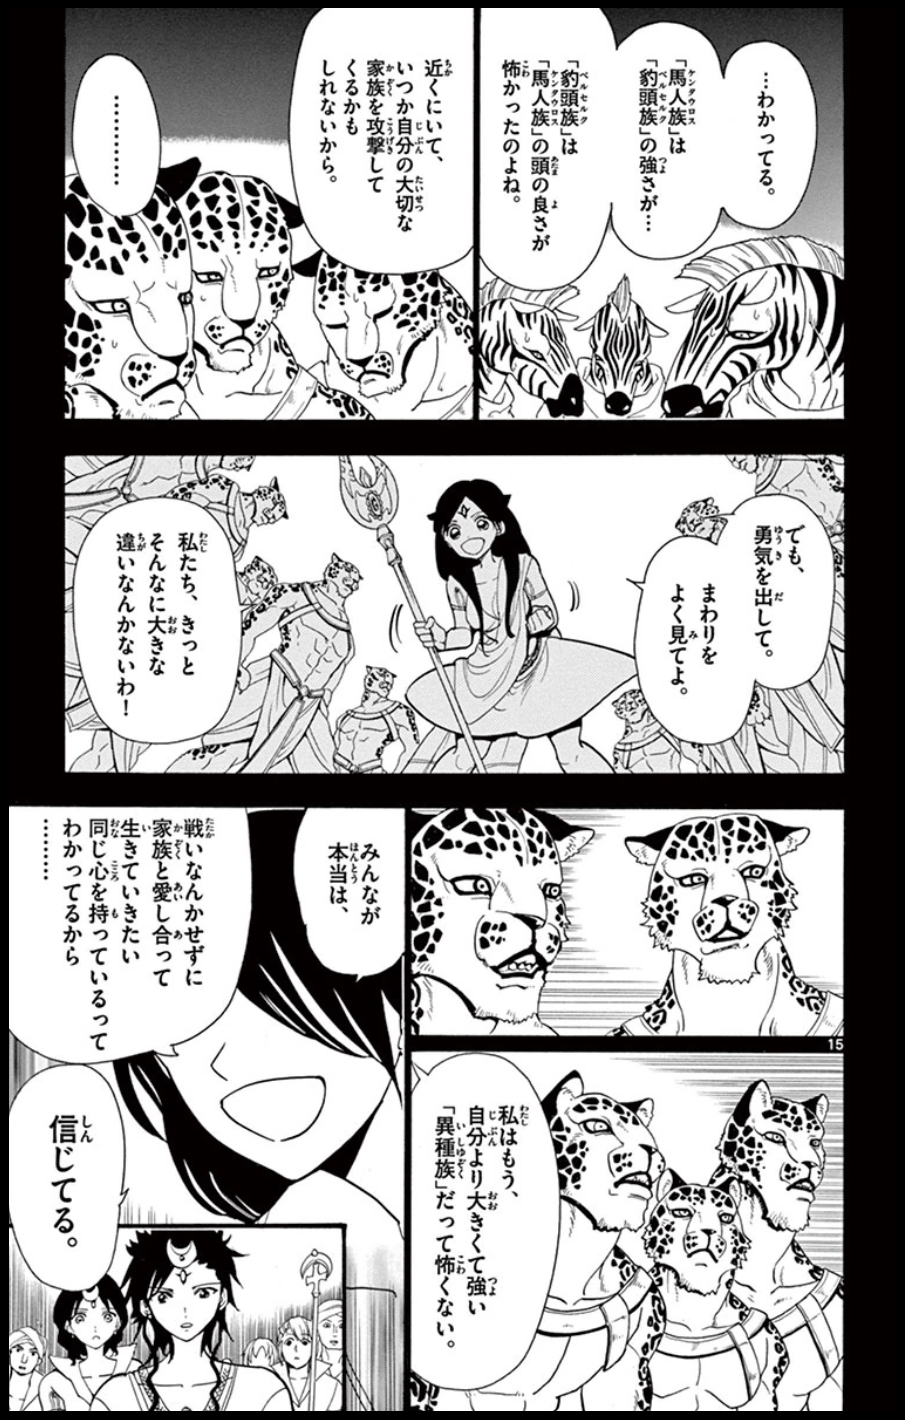 …わかってる。
「馬人族」は
「豹頭族」の強さが…
「豹頭族」は
「馬人族」の頭の良さが
怖かったのよね。
近くにいて、
いつか自分の大切な
家族を攻撃して
くるかも
しれないから。
…………
でも、
勇気を出して。
まわりを
よく見てよ。
私たち、きっと
そんなに大きな
違いなんかないわ！
15
私はもう、
自分より大きくて強い
「異種族」だって怖くない。
みんなが
本当は、
戦いなんかせずに
家族と愛し合って
生きていきたい
同じ心を持っているって
わかってるから
…………
信じてる。